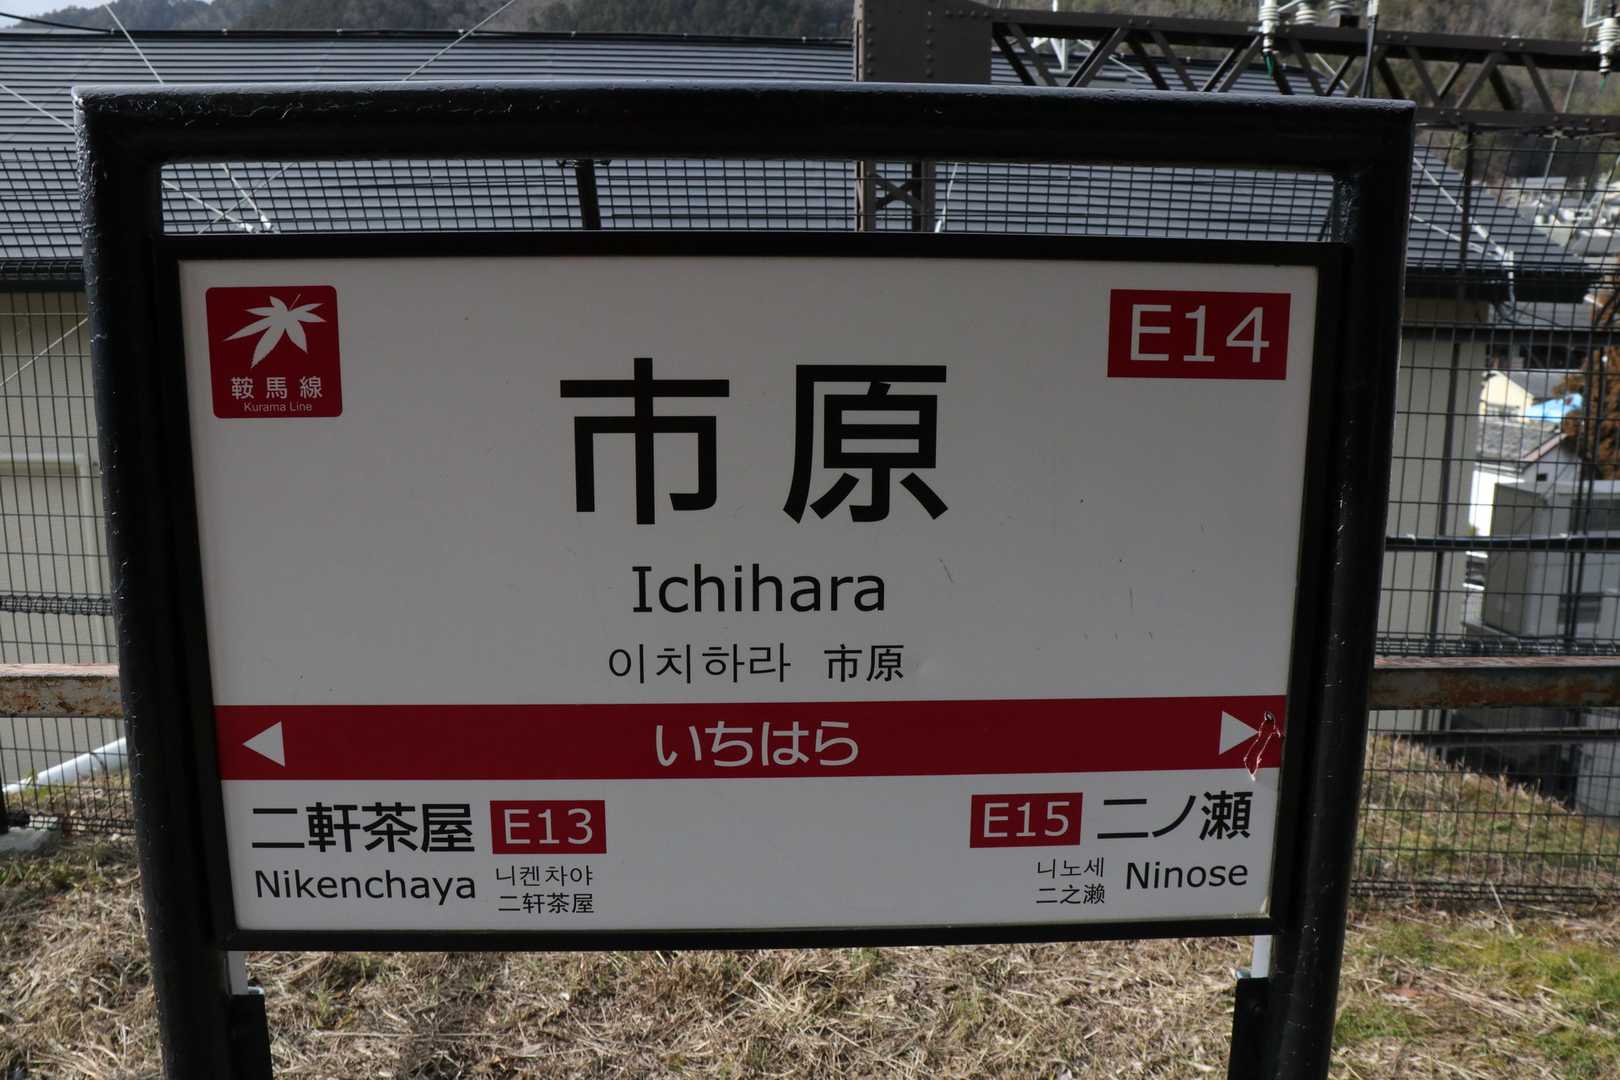 鞍馬線
Kurama Line
E14
市原
Ichihara
이치하라 市原
いちはら
二軒茶屋 E13
Nikenchaya 니켄차야
二轩茶屋
E15 二ノ瀬
니노세 Ninose
二之濑